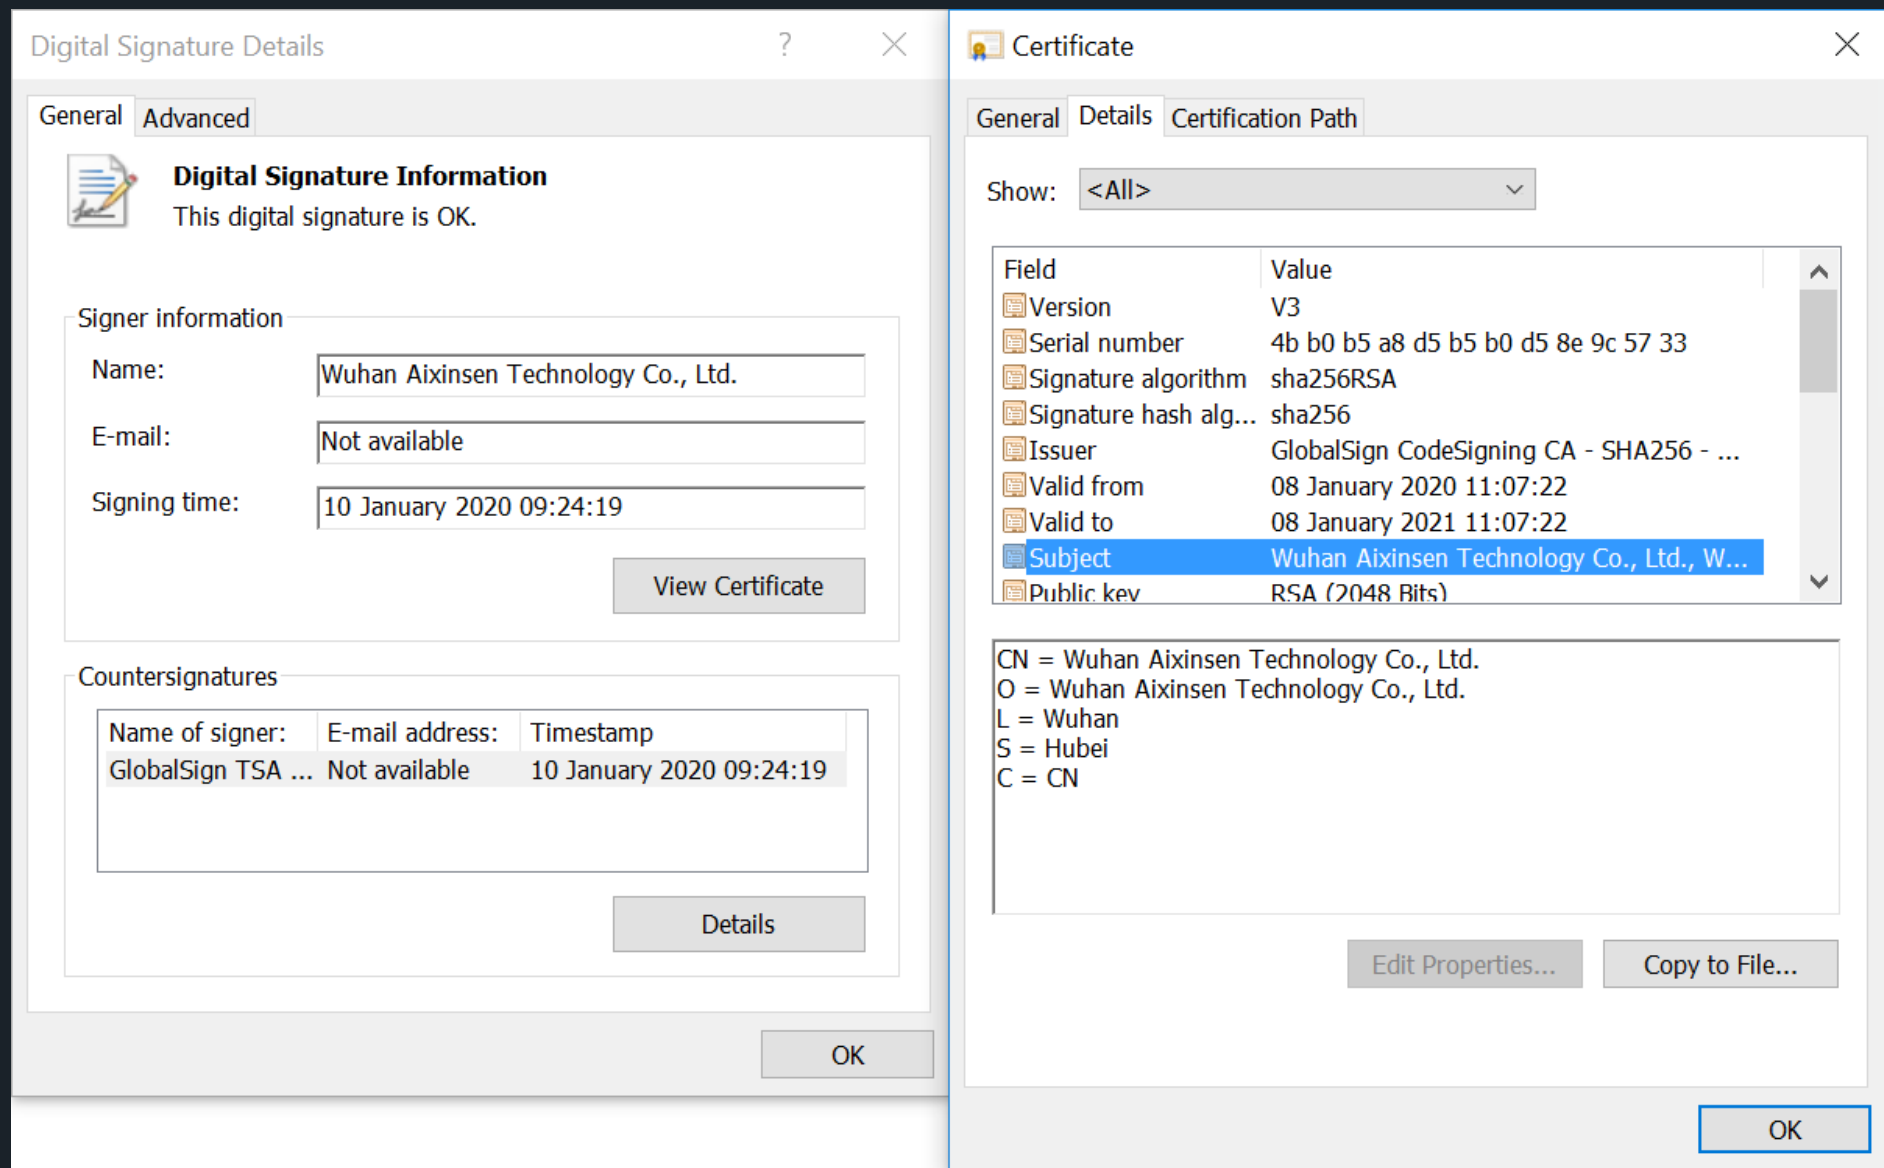 Digital Signature Details
?
General
Advanced
Digital Signature Information
This digital signature is OK.
Signer information
Name: Wuhan Aixinsen Technology Co., Ltd.
E-mail: Not available
Signing time: 10 January 2020 09:24:19
View Certificate
Countersignatures
Name of signer: E-mail address: Timestamp
GlobalSign TSA ... Not available 10 January 2020 09:24:19
Details
OK
Certificate
General
Details
Certification Path
Show: <All>
Field Value
Version V3
Serial number 4b b0 b5 a8 d5 b5 b0 d5 8e 9c 57 33
Signature algorithm sha256RSA
Signature hash alg... sha256
Issuer GlobalSign CodeSigning CA - SHA256 - ...
Valid from 08 January 2020 11:07:22
Valid to 08 January 2021 11:07:22
Subject Wuhan Aixinsen Technology Co., Ltd., W...
Public key RSA (2048 Bits)
CN = Wuhan Aixinsen Technology Co., Ltd.
O = Wuhan Aixinsen Technology Co., Ltd.
L = Wuhan
S = Hubei
C = CN
Edit Properties...
Copy to File...
OK